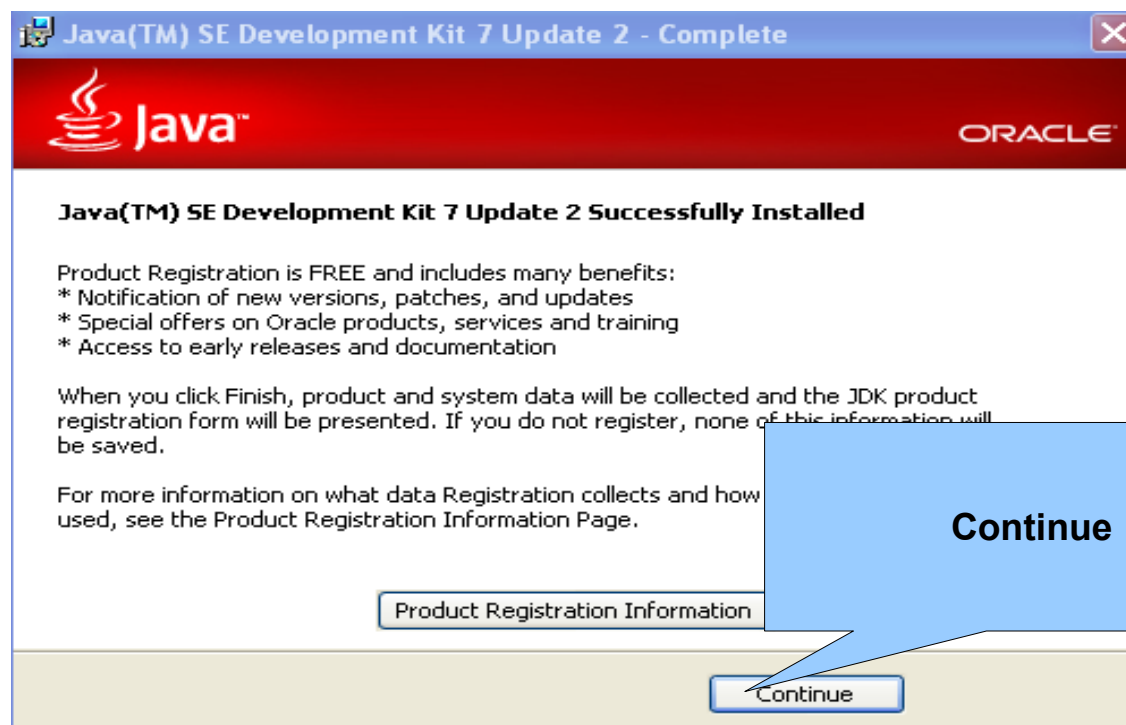 Java(TM) SE Development Kit 7 Update 2 - Complete
Java™
ORACLE
Java(TM) SE Development Kit 7 Update 2 Successfully Installed
Product Registration is FREE and includes many benefits:
* Notification of new versions, patches, and updates
* Special offers on Oracle products, services and training
* Access to early releases and documentation
When you click Finish, product and system data will be collected and the JDK product
registration form will be presented. If you do not register, none of this information will
be saved.
For more information on what data Registration collects and how
used, see the Product Registration Information Page.
Continue
Product Registration Information
Continue